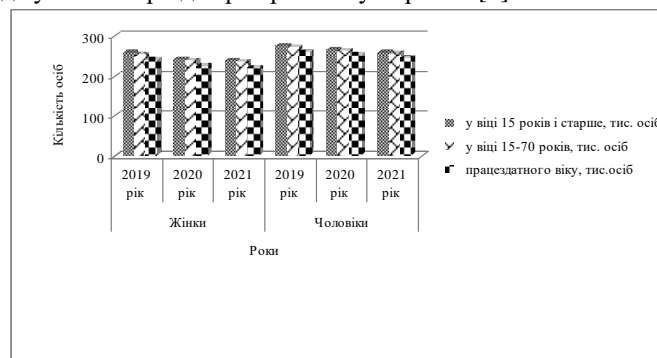 300
200
100
0
Кількість осіб
2019 рік
2020 рік
2021 рік
2019 рік
2020 рік
2021 рік
Жінки
Чоловіки
Роки
у віці 15 років і старше, тис. осіб
у віці 15-70 років, тис. осіб
працездатного віку, тис.осіб